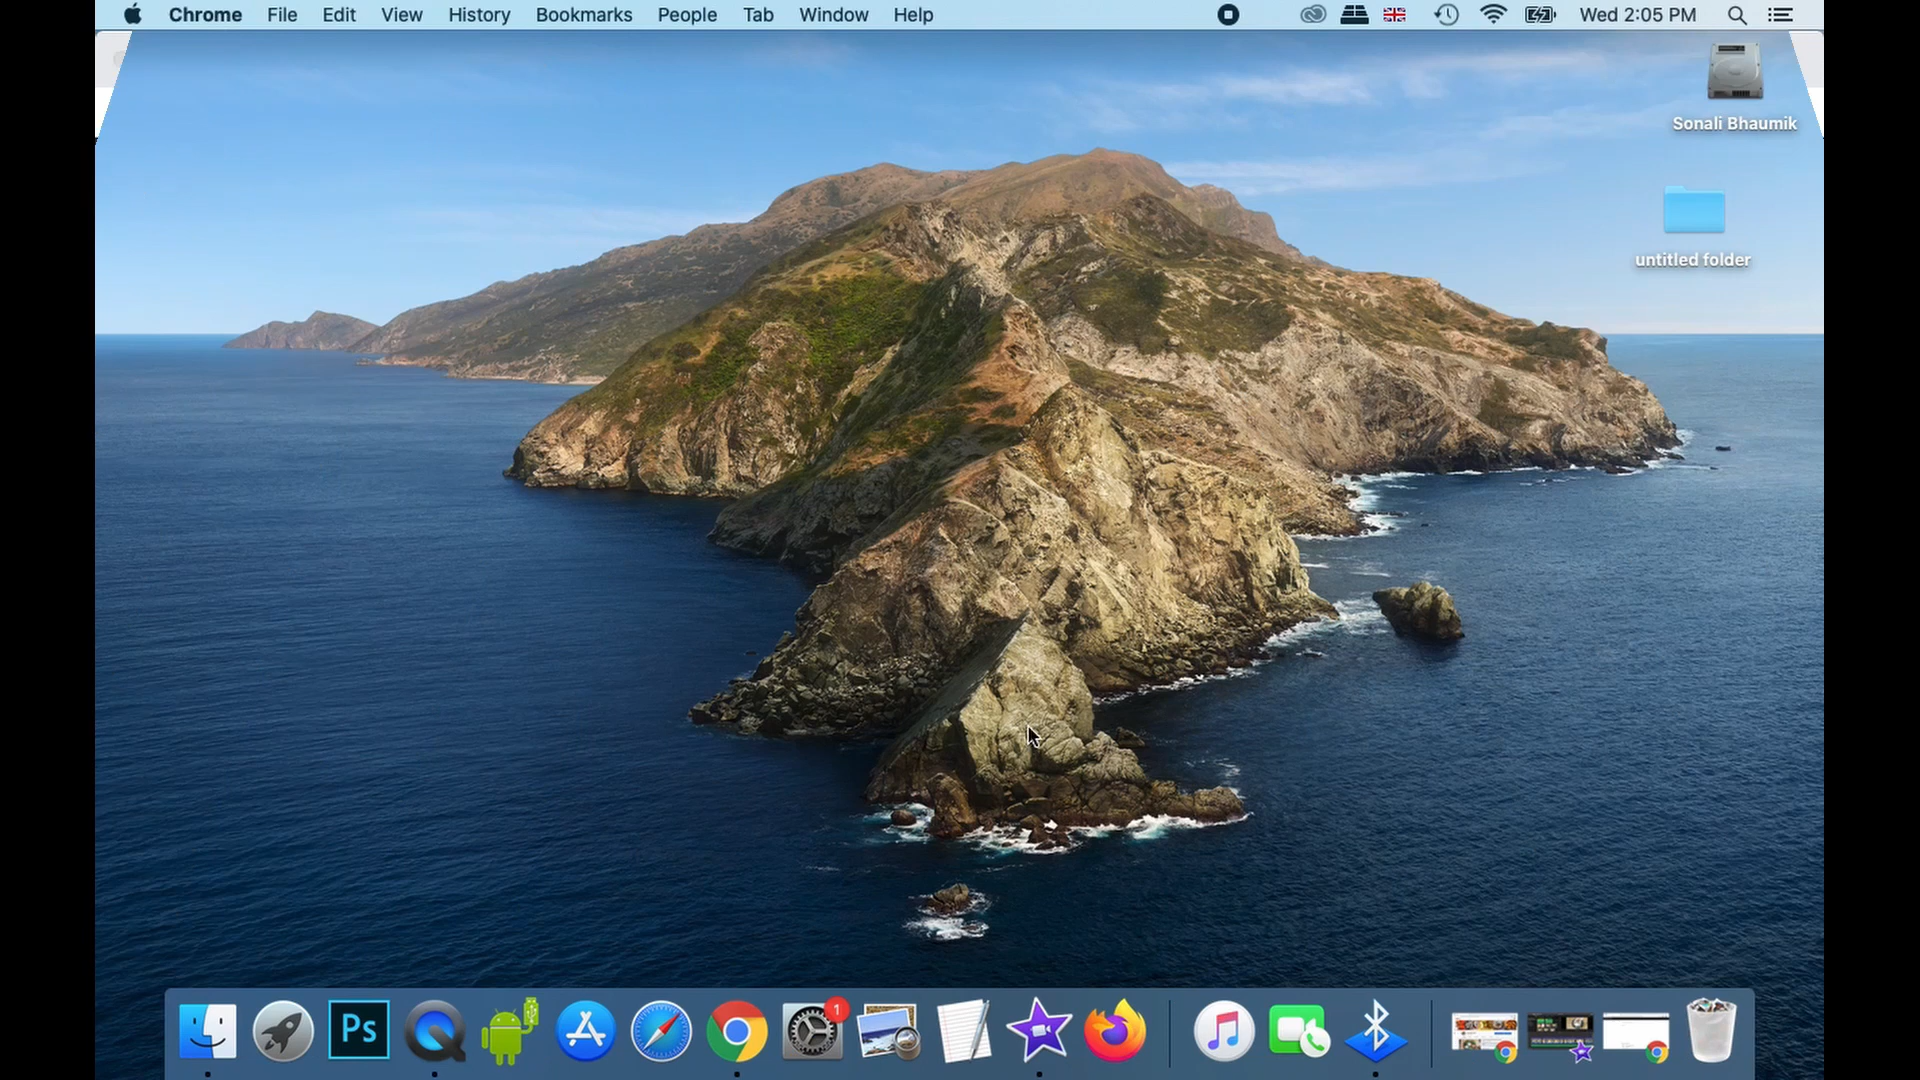 Chrome File Edit View History Bookmarks People Tab Window Help Wed 2:05 PM
Sonali Bhaumik
untitled folder
Ps 1